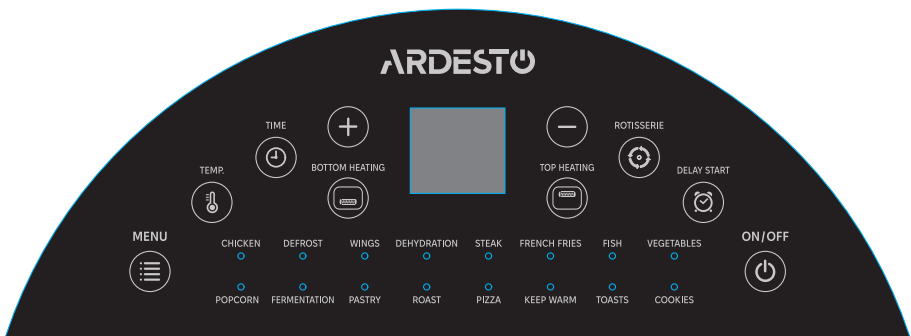 ARDESTO
TIME
ROTISSERIE
BOTTOM HEATING
TOP HEATING
TEMP.
DELAY START
MENU
ON/OFF
CHICKEN DEFROST WINGS DEHYDRATION STEAK FRENCH FRIES FISH VEGETABLES
POPCORN FERMENTATION PASTRY ROAST PIZZA KEEP WARM TOASTS COOKIES